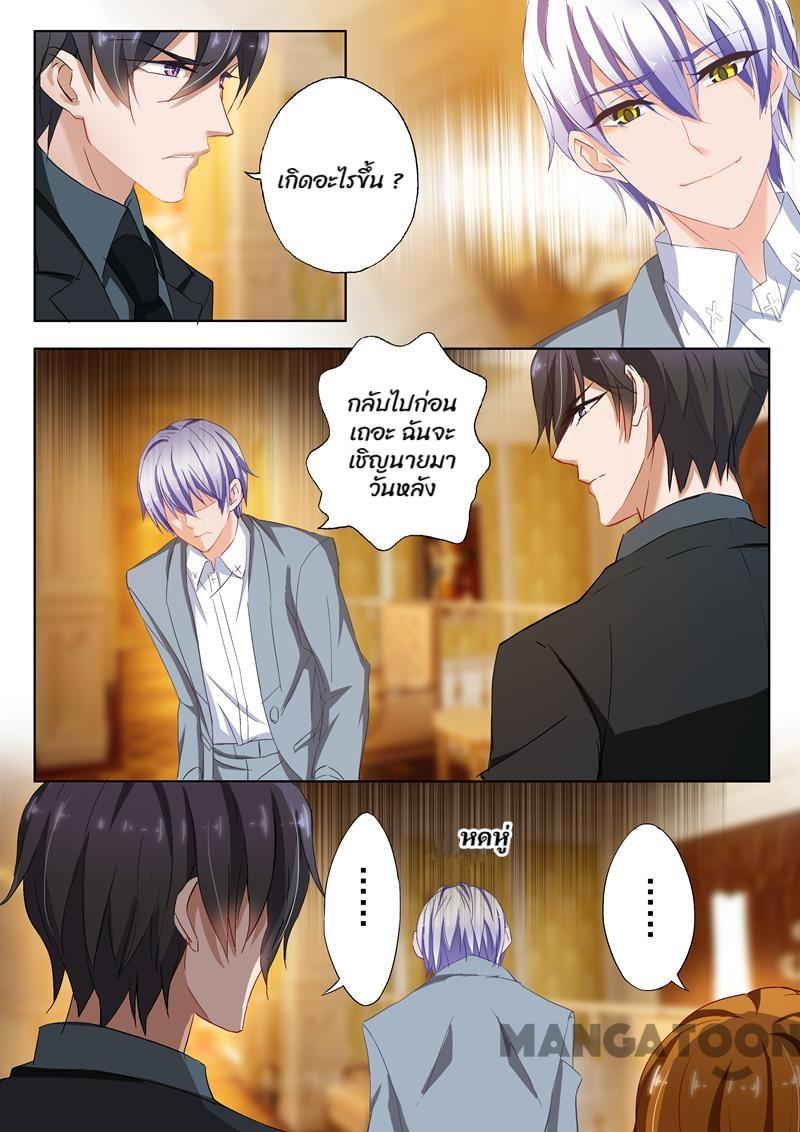 เกิดอะไรขึ้น ?
กลับไปก่อน
เถอะ ฉันจะ
เชิญนายมา
วันหลัง
หดหู่
......
......
MANGATOON